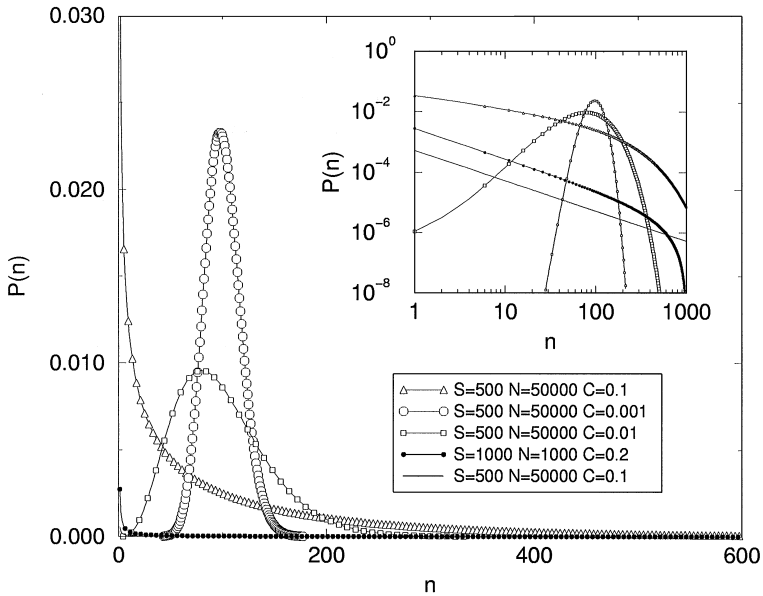 0.030
0.020
0.010
0.000
P(n)
0
200
400
600
n
10^0
10^−2
10^−4
10^−6
10^−8
P(n)
1
10
100
1000
n
S=500 N=50000 C=0.1
S=500 N=50000 C=0.001
S=500 N=50000 C=0.01
S=1000 N=1000 C=0.2
S=500 N=50000 C=0.1